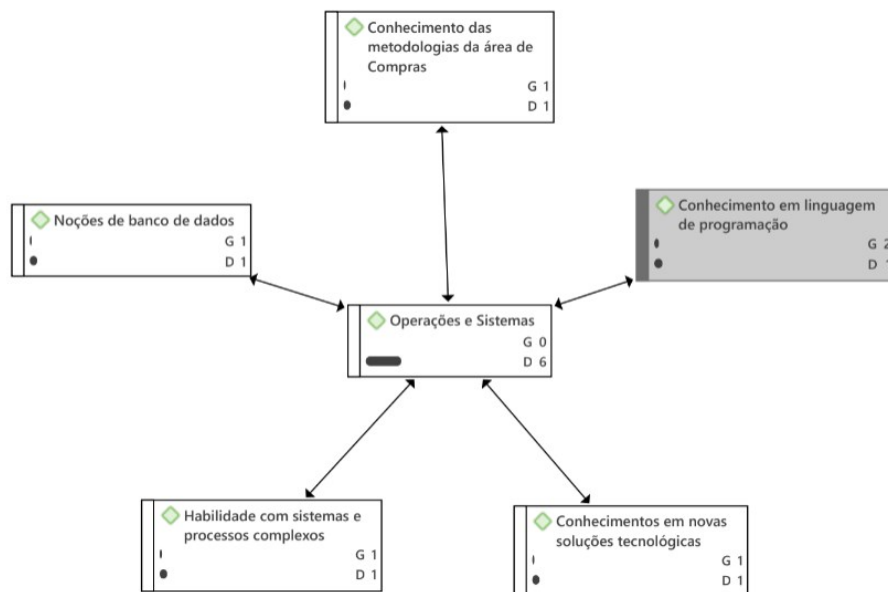 Conhecimento das
metodologias da área de
Compras
G 1
D 1
Noções de banco de dados
G 1
D 1
Conhecimento em linguagem
de programação
G 2
D 1
Operações e Sistemas
G 0
D 6
Habilidade com sistemas e
processos complexos
G 1
D 1
Conhecimentos em novas
soluções tecnológicas
G 1
D 1